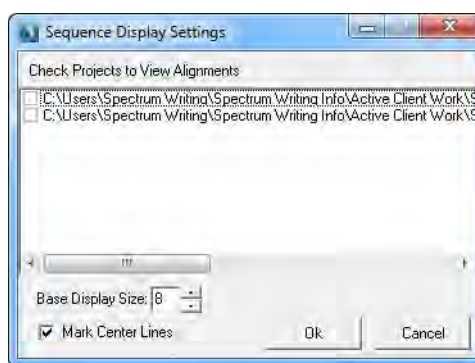 Sequence Display Settings
Check Projects to View Alignments
C:\Users\Spectrum Writing\Spectrum Writing Info\Active Client Work\S
C:\Users\Spectrum Writing\Spectrum Writing Info\Active Client Work\S
Base Display Size: 8
Mark Center Lines Ok Cancel